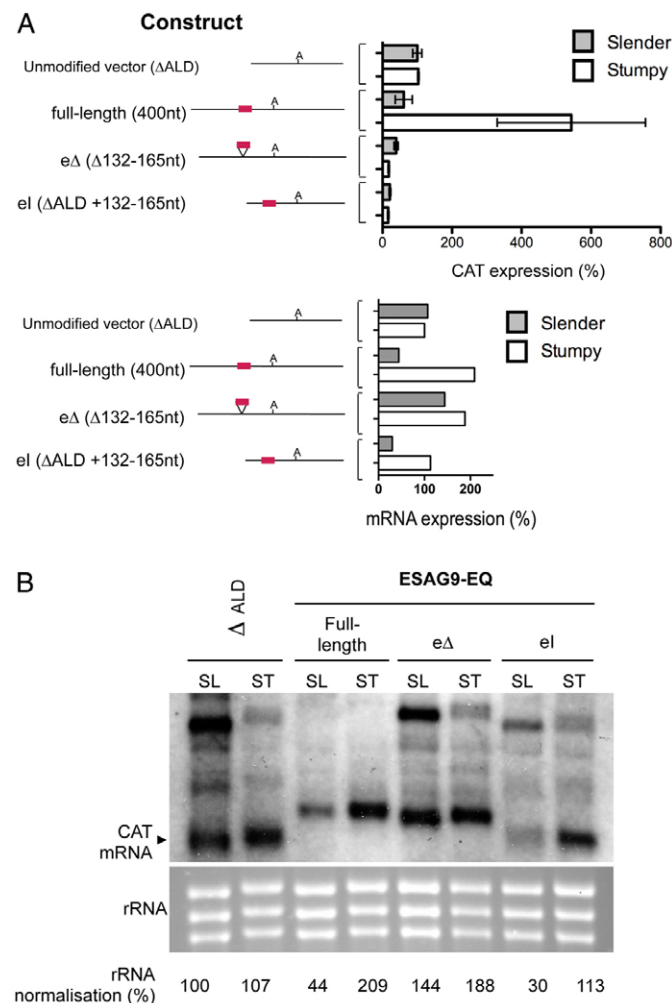 A
Construct
Unmodified vector (ΔALD)
A
full-length (400nt)
A
eΔ (Δ132-165nt)
A
eI (ΔALD +132-165nt)
A
Slender
Stumpy
0 200 400 600 800
CAT expression (%)
Unmodified vector (ΔALD)
A
full-length (400nt)
A
eΔ (Δ132-165nt)
A
eI (ΔALD +132-165nt)
A
Slender
Stumpy
0 100 200
mRNA expression (%)
B
Δ ALD
ESAG9-EQ
Full-
length
eΔ
eI
SL ST SL ST SL ST SL ST
CAT
mRNA
rRNA
rRNA
normalisation (%)
100 107 44 209 144 188 30 113